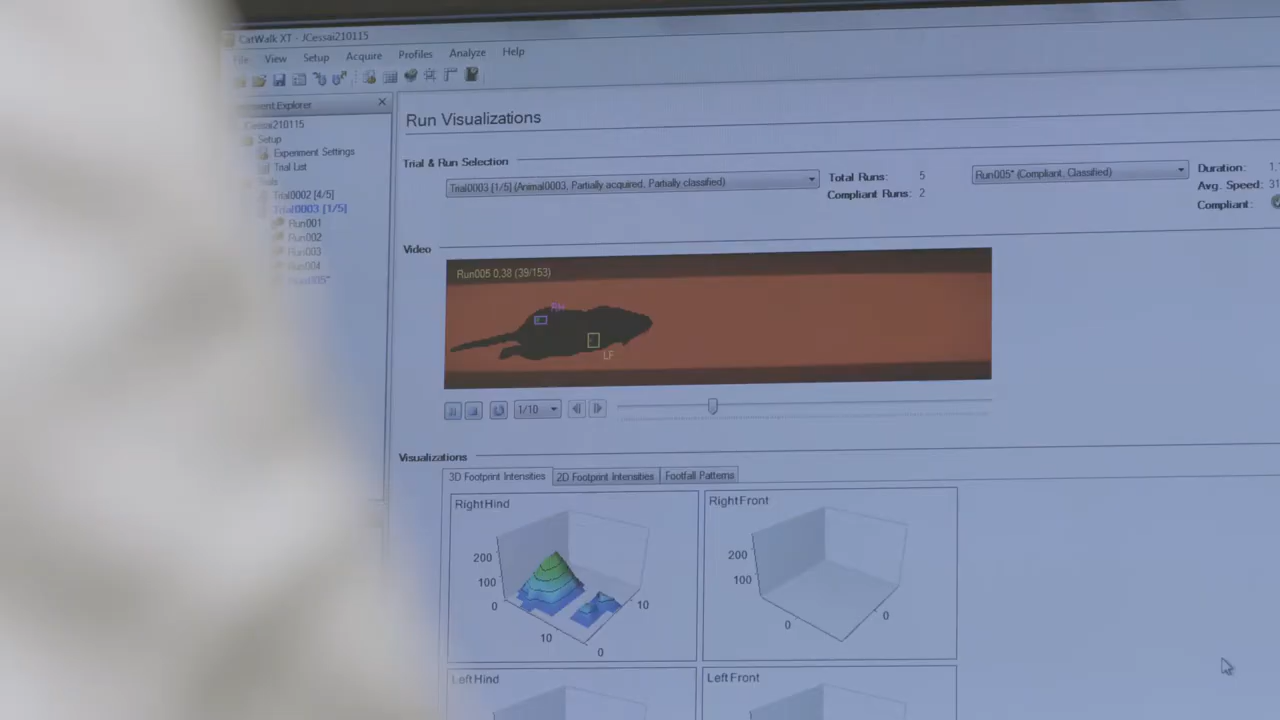 CatWalk XT - JCessai210115
File View Setup Acquire Profiles Analyze Help
Explorer
JCessai210115
Setup
Experiment Settings
Trial List
Trials
Trial0002 [4/5]
Trial0003 [1/5]
Run001
Run002
Run003
Run004
Run005*
Run Visualizations
Trial & Run Selection
Trial0003 [1/5] (Animal0003, Partially acquired, Partially classified)
Total Runs: 5
Compliant Runs: 2
Run005* (Compliant, Classified)
Duration:
Avg. Speed: 31
Compliant:
Video
Run005 0.38 (39/153)
RH
LF
1/10
Visualizations
3D Footprint Intensities 2D Footprint Intensities Footfall Patterns
RightHind
200
100
0
10
0
10
RightFront
200
100
0
0
LeftHind
LeftFront